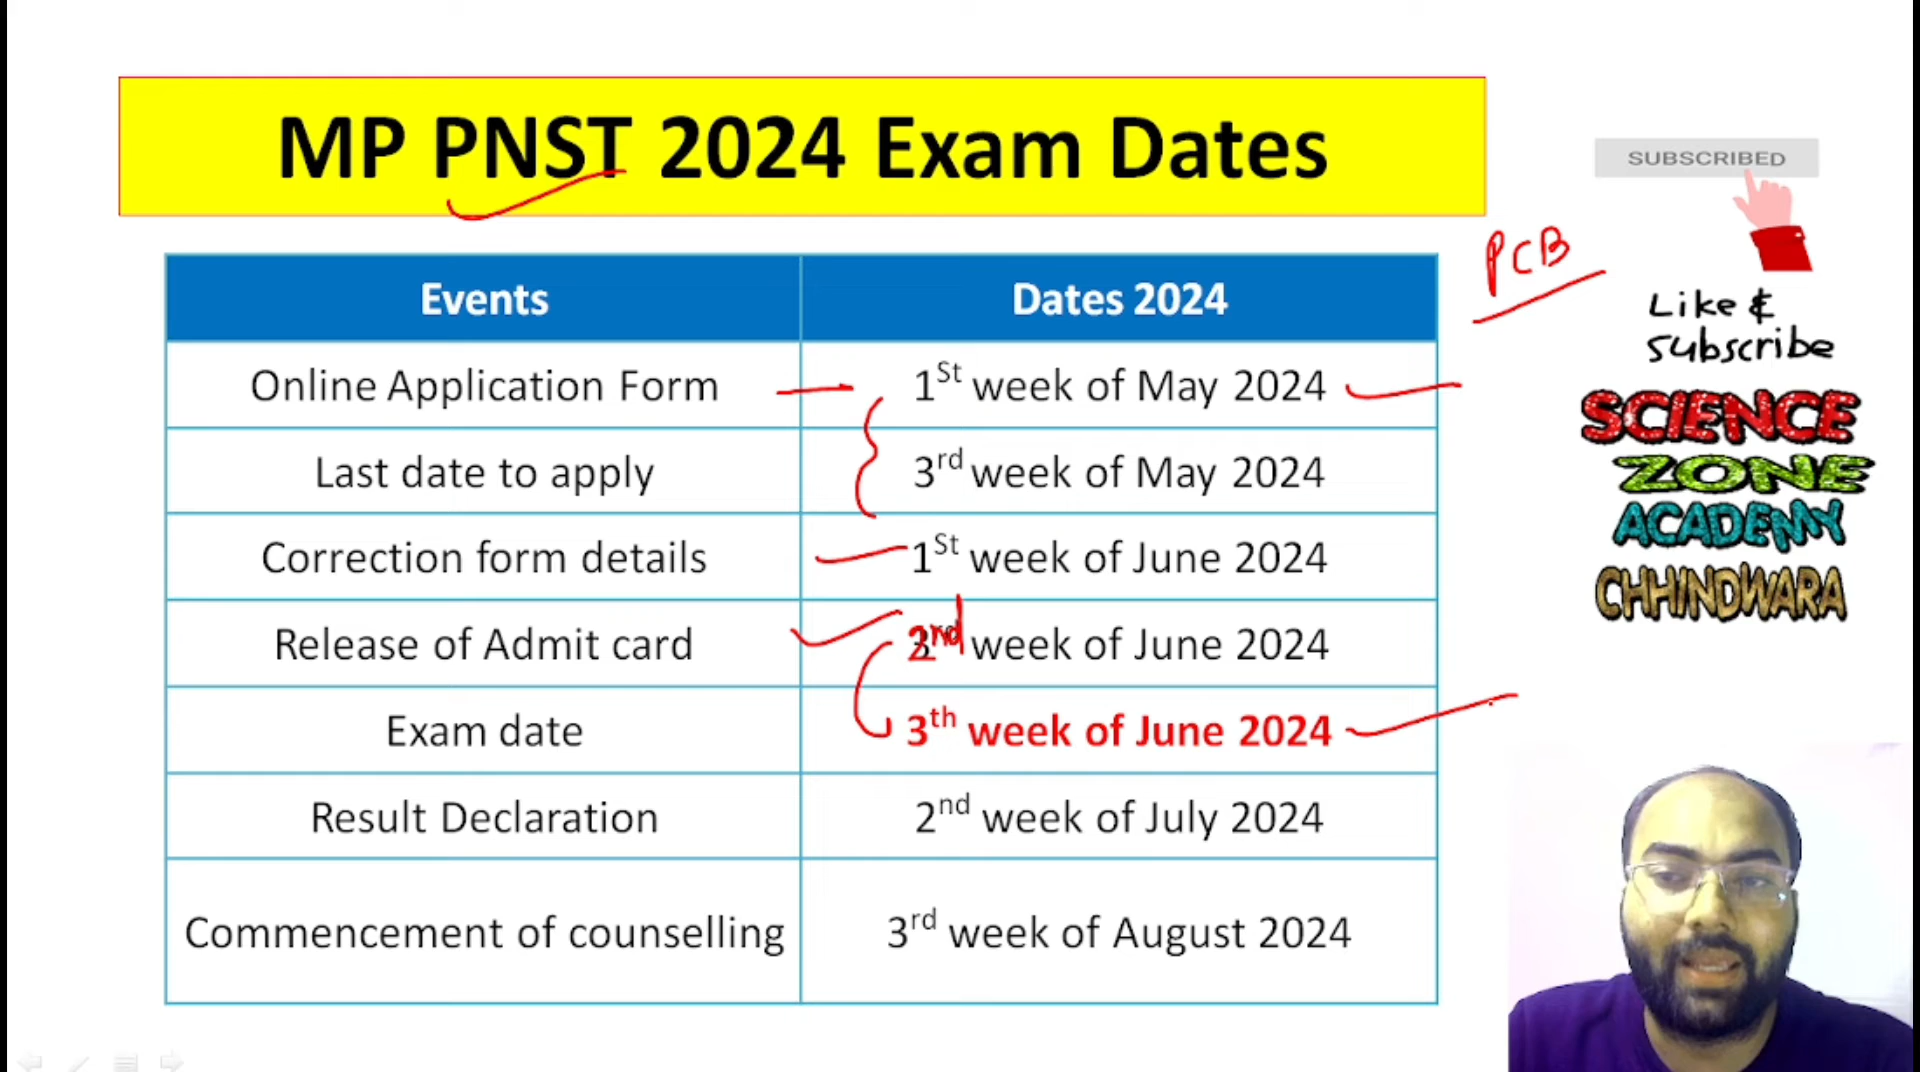 MP PNST 2024 Exam Dates
SUBSCRIBED
PCB
Like &
Subscribe
SCIENCE
ZONE
ACADEMY
CHHINDWARA
Events Dates 2024
Online Application Form 1St week of May 2024
Last date to apply 3rd week of May 2024
Correction form details 1St week of June 2024
Release of Admit card 2nd week of June 2024
Exam date 3th week of June 2024
Result Declaration 2nd week of July 2024
Commencement of counselling 3rd week of August 2024